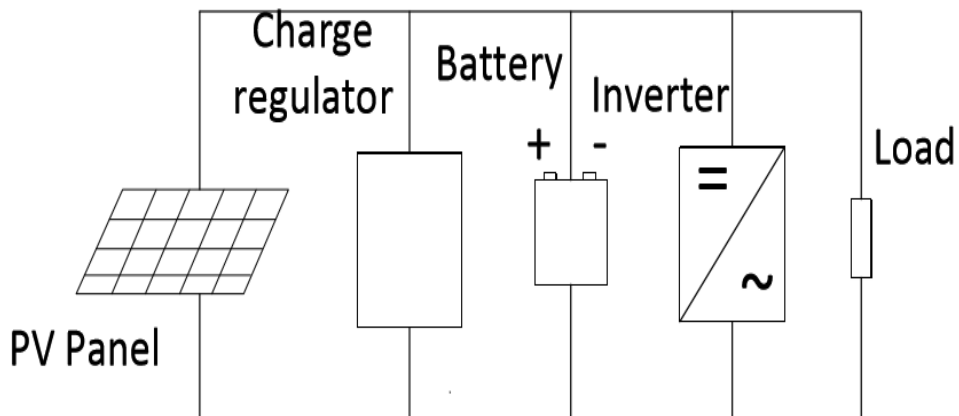 Charge
regulator
Battery
Inverter
+ -
Load
=
~
PV Panel